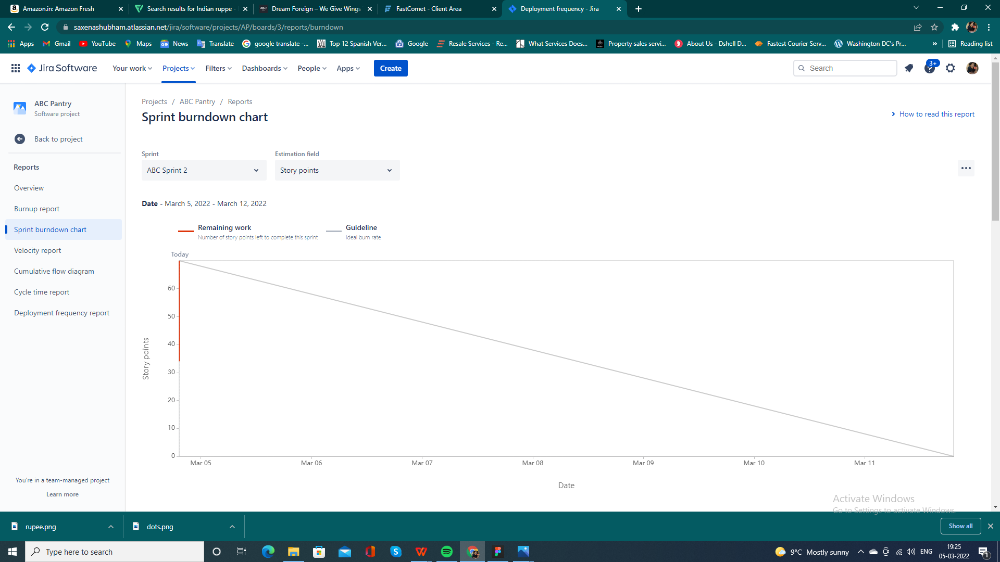 Amazon.in: Amazon Fresh
Search results for Indian ruppe -
Dream Foreign – We Give Wings
FastComet - Client Area
Deployment frequency - Jira
saxenashubham.atlassian.net/jira/software/projects/AP/boards/3/reports/burndown
Apps
Gmail
YouTube
Maps
News
Translate
google translate -...
Top 12 Spanish Ver...
Google
Resale Services - Re...
What Services Does...
Property sales servi...
About Us - Dshell D...
Fastest Courier Serv...
Washington DC's Pr...
»
Reading list
Jira Software
Your work
Projects
Filters
Dashboards
People
Apps
Create
Search
3+
ABC Pantry
Software project
Back to project
Reports
Overview
Burnup report
Sprint burndown chart
Velocity report
Cumulative flow diagram
Cycle time report
Deployment frequency report
You're in a team-managed project
Learn more
Projects / ABC Pantry / Reports
Sprint burndown chart
How to read this report
Sprint
Estimation field
ABC Sprint 2
Story points
Date - March 5, 2022 - March 12, 2022
Remaining work
Number of story points left to complete this sprint
Guideline
Ideal burn rate
Today
60
50
40
30
20
10
0
Story points
Mar 05
Mar 06
Mar 07
Mar 08
Mar 09
Mar 10
Mar 11
Date
Activate Windows
Go to Settings to activate Windows.
rupee.png
dots.png
Show all
Type here to search
9°C Mostly sunny
ENG
19:25
05-03-2022
1